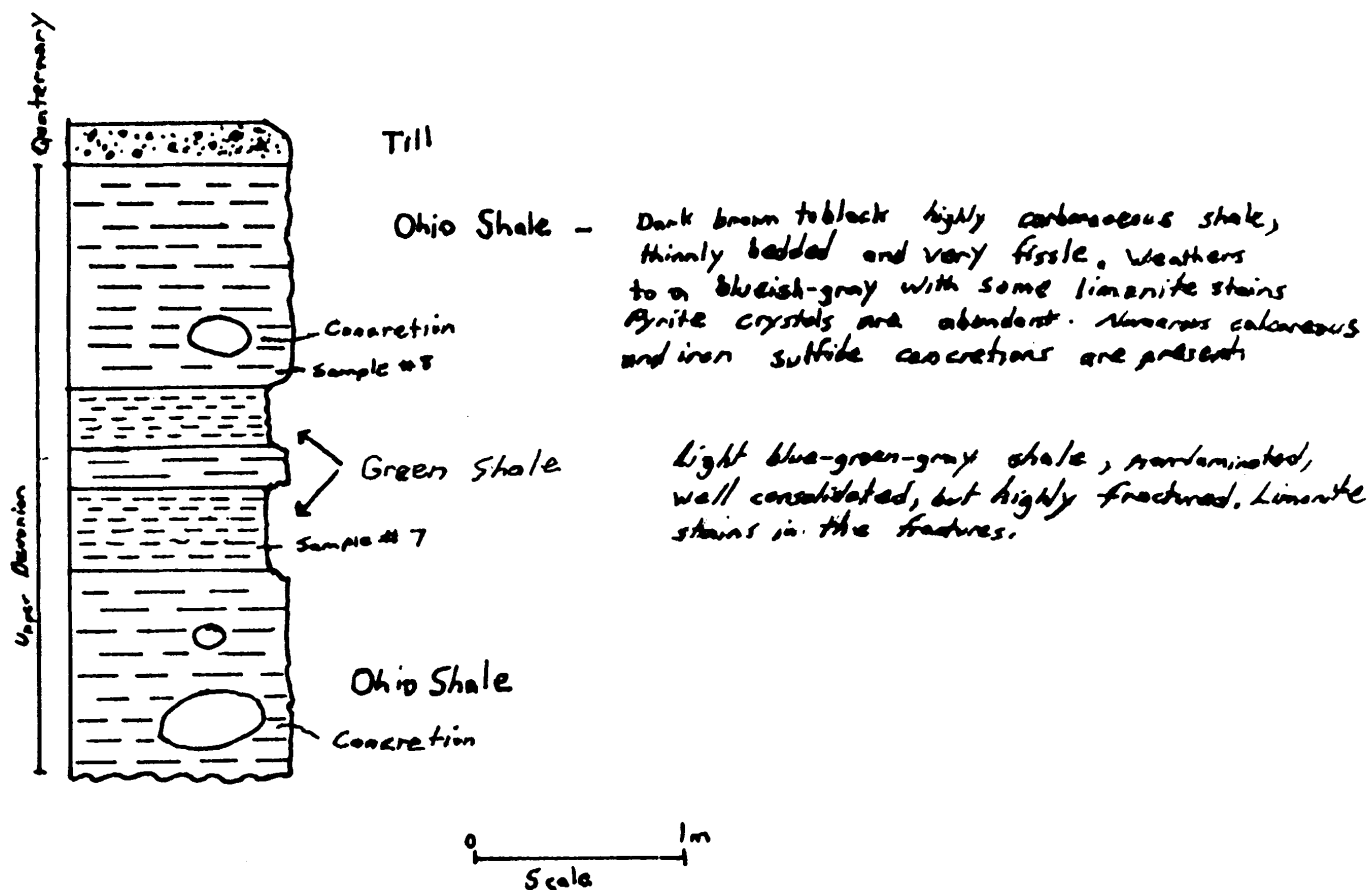 Quaternary
Till
Ohio Shale - Dark brown to black highly carbonaceous shale,
thinnly bedded and very fissle. Weathers
to a blueish-gray with some limonite stains
Pyrite crystals are abundant. Numerous calcareous
and iron sulfide concretions are present
Concretion
Sample #8
Green Shale
Light blue-green-gray shale, nonlaminated,
well consolidated, but highly fractured. Limonite
stains in the fractures.
Sample #7
Upper Devonian
Ohio Shale
Concretion
0 1m
Scale